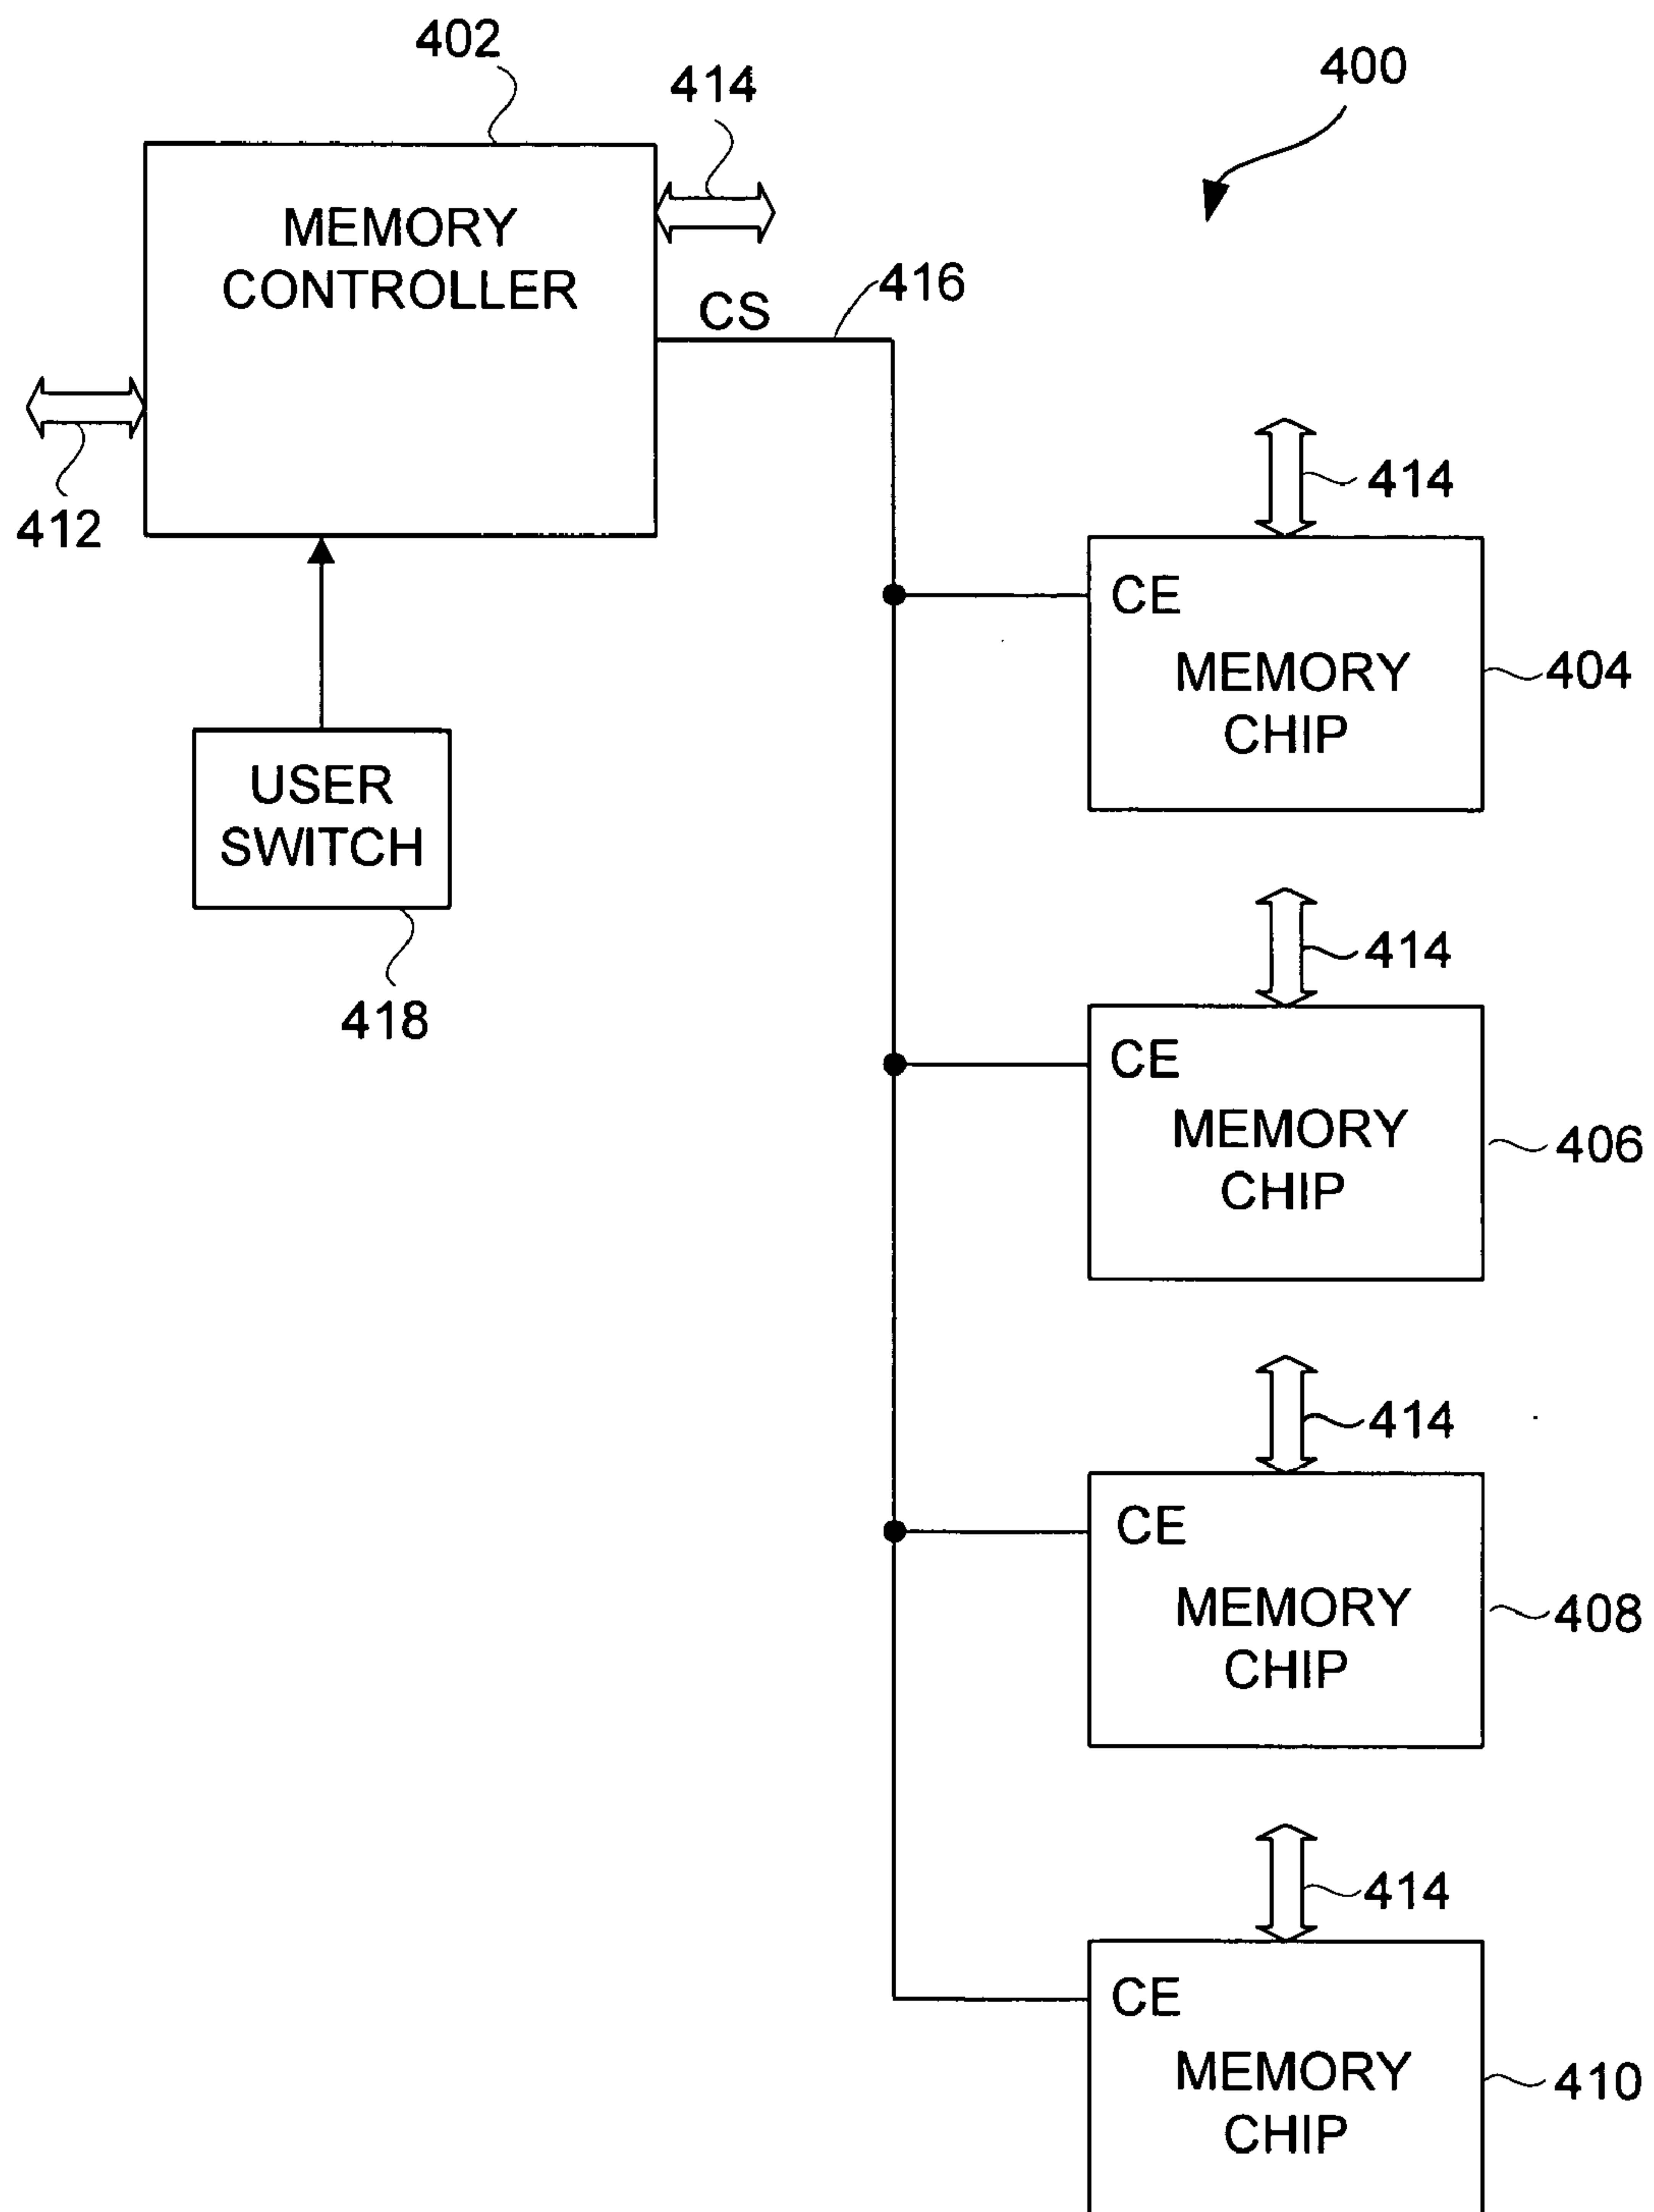 402
400
414
MEMORY
CONTROLLER
416
CS
412
414
CE
404
MEMORY
CHIP
USER
SWITCH
414
418
CE
MEMORY
406
CHIP
414
CE
MEMORY
408
CHIP
414
CE
MEMORY
410
CHIP